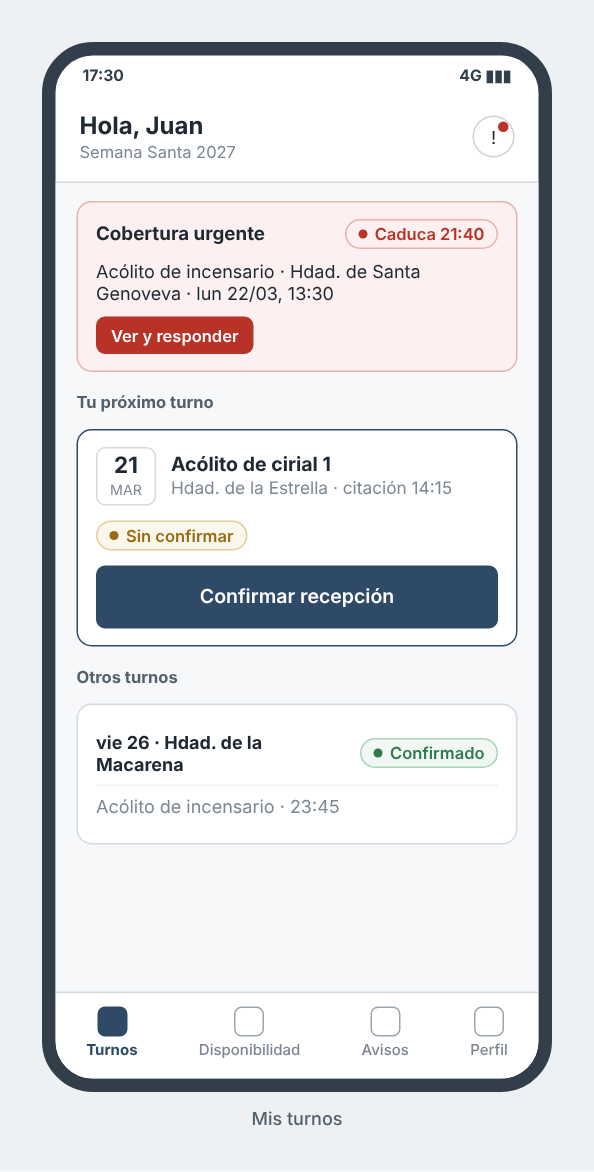 17:30
4G
Hola, Juan
Semana Santa 2027
!
Cobertura urgente
Caduca 21:40
Acólito de incensario · Hdad. de Santa
Genoveva · lun 22/03, 13:30
Ver y responder
Tu próximo turno
21
MAR
Acólito de cirial 1
Hdad. de la Estrella · citación 14:15
Sin confirmar
Confirmar recepción
Otros turnos
vie 26 · Hdad. de la
Macarena
Confirmado
Acólito de incensario · 23:45
Turnos
Disponibilidad
Avisos
Perfil
Mis turnos